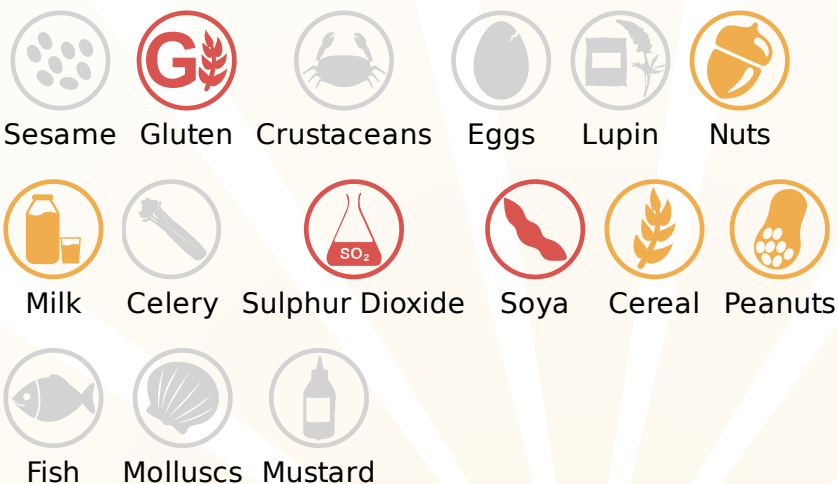 G
Sesame Gluten Crustaceans Eggs Lupin Nuts
SO₂
Milk Celery Sulphur Dioxide Soya Cereal Peanuts
Fish Molluscs Mustard